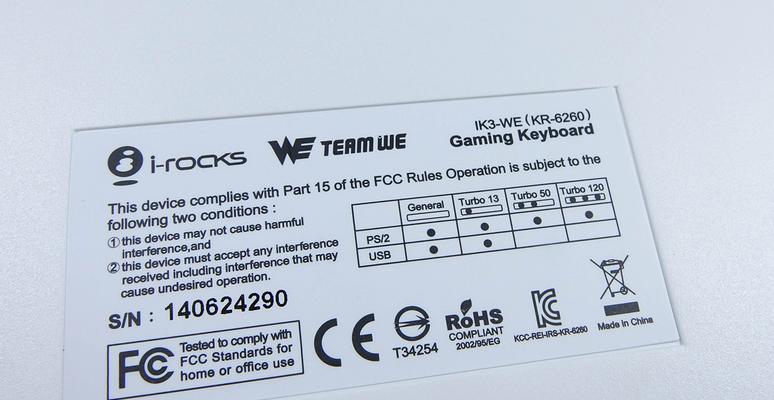 i-rocks
WE TEAM WE
IK3-WE (KR-6260)
Gaming Keyboard
This device complies with Part 15 of the FCC Rules Operation is subject to the
following two conditions :
① this device may not cause harmful
interference,and
② this device must accept any interference
received including interference that may
cause undesired operation.
General Turbo 13 Turbo 50 Turbo 120
PS/2
USB
S/N : 140624290
FC Tested to comply with
FCC Standards for
home or office use
CE
T34254
RoHS
COMPLIANT
2002/95/EG
KCC-REI-IRS-KR-6260
Made In China